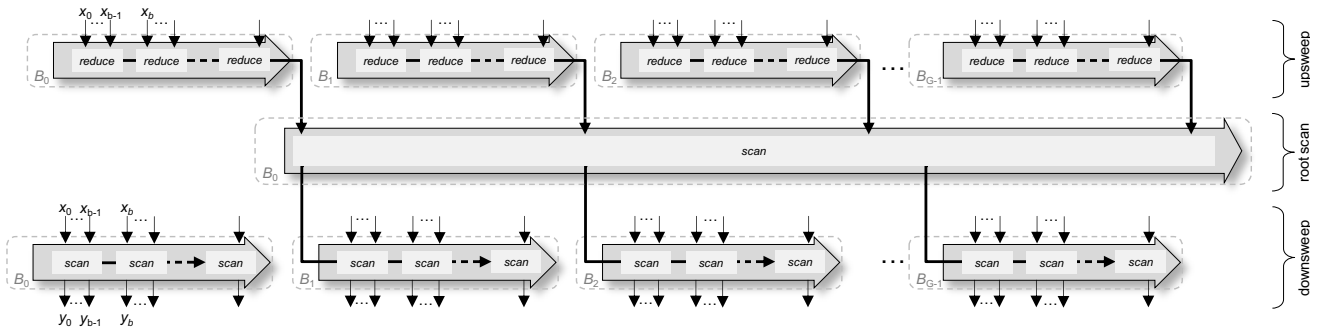 x0 ... xb-1 xb ... ... ... ... ... ... ...
reduce reduce reduce reduce reduce reduce reduce reduce reduce reduce reduce reduce
B0 B1 B2 ... BG-1
upsweep
scan
B0
root scan
x0 ... xb-1 xb ... ... ... ... ... ... ...
scan scan scan scan scan scan scan scan scan scan scan scan
B0 B1 B2 ... BG-1
downsweep
... ... ... ... ... ... ... ...
y0 yb-1 yb